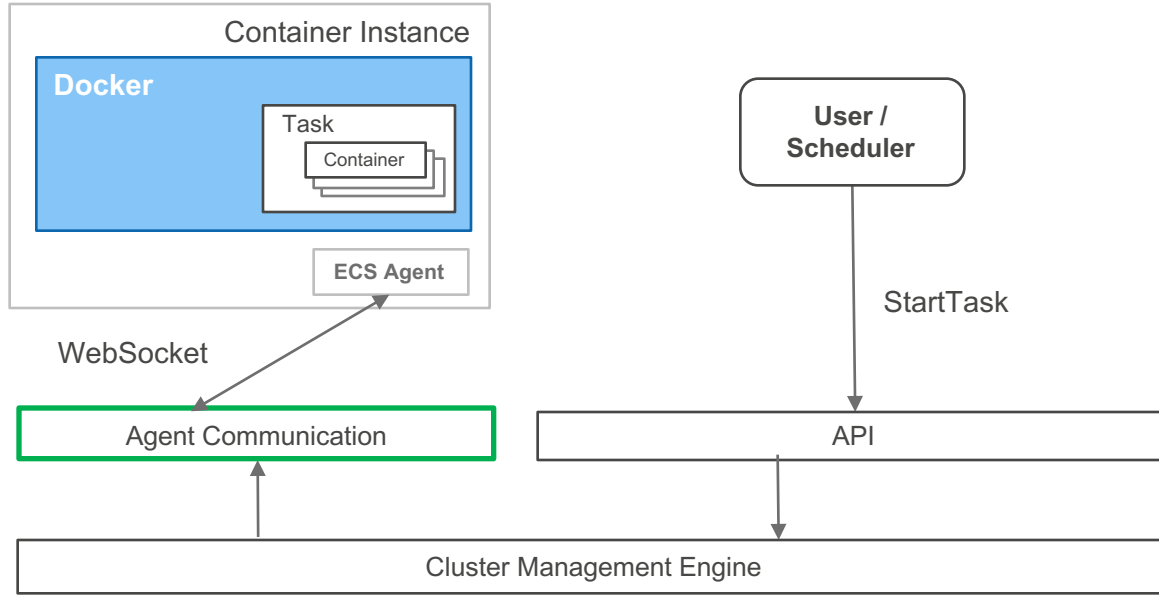 Container Instance
Docker
Task
Container
ECS Agent
User /
Scheduler
StartTask
WebSocket
Agent Communication
API
Cluster Management Engine